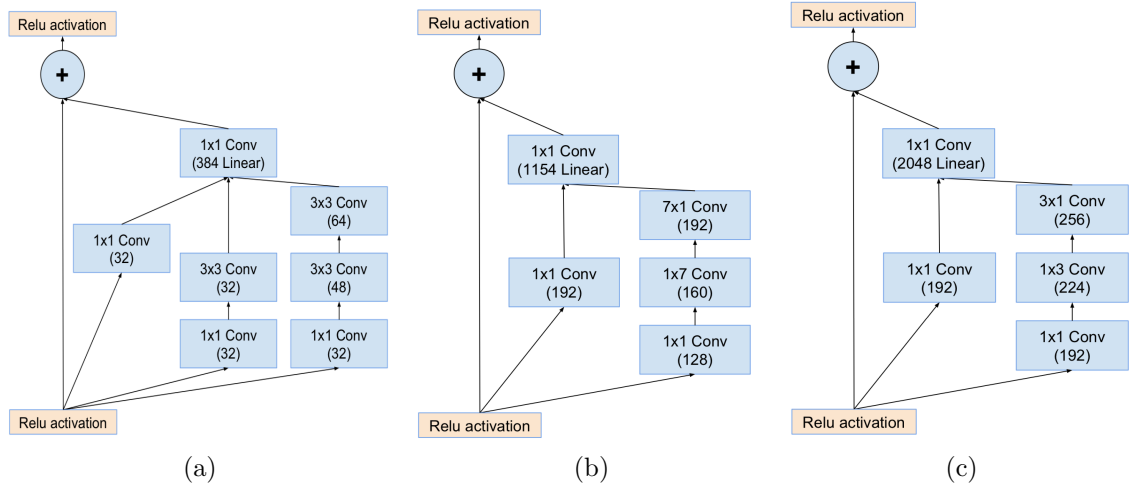 Relu activation
+
1x1 Conv
(384 Linear)
3x3 Conv
(64)
1x1 Conv
(32)
3x3 Conv
(32)
3x3 Conv
(48)
1x1 Conv
(32)
1x1 Conv
(32)
Relu activation
(a)
Relu activation
+
1x1 Conv
(1154 Linear)
7x1 Conv
(192)
1x1 Conv
(192)
1x7 Conv
(160)
1x1 Conv
(128)
Relu activation
(b)
Relu activation
+
1x1 Conv
(2048 Linear)
3x1 Conv
(256)
1x1 Conv
(192)
1x3 Conv
(224)
1x1 Conv
(192)
Relu activation
(c)